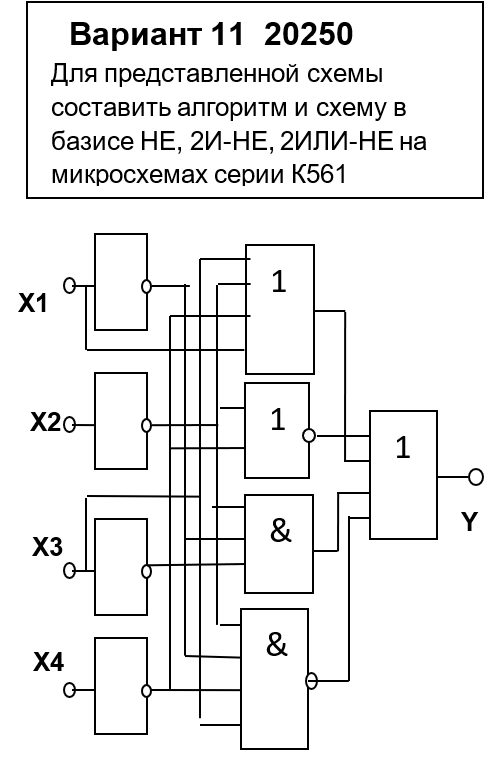 Вариант 11 20250
Для представленной схемы
составить алгоритм и схему в
базисе НЕ, 2И-НЕ, 2ИЛИ-НЕ на
микросхемах серии К561
1
X1
1
X2
1
&
Y
X3
&
X4